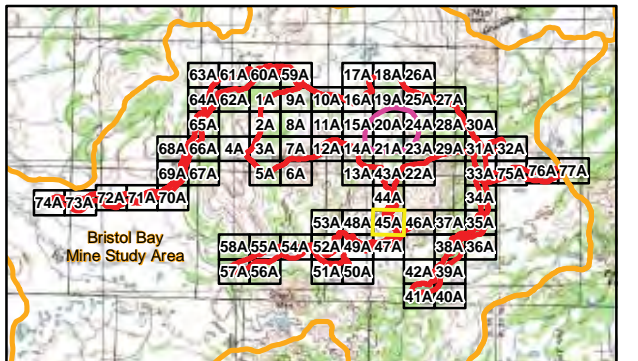 63A 61A 60A 59A 17A 18A 26A
64A 62A 1A 9A 10A 16A 19A 25A 27A
65A 2A 8A 11A 15A 20A 24A 28A 30A
68A 66A 4A 3A 7A 12A 14A 21A 23A 29A 31A 32A
69A 67A 5A 6A 13A 43A 22A 33A 75A 76A 77A
74A 73A 72A 71A 70A 44A 34A
53A 48A 45A 46A 37A 35A
Bristol Bay
Mine Study Area
58A 55A 54A 52A 49A 47A 38A 36A
57A 56A 51A 50A 42A 39A
41A 40A